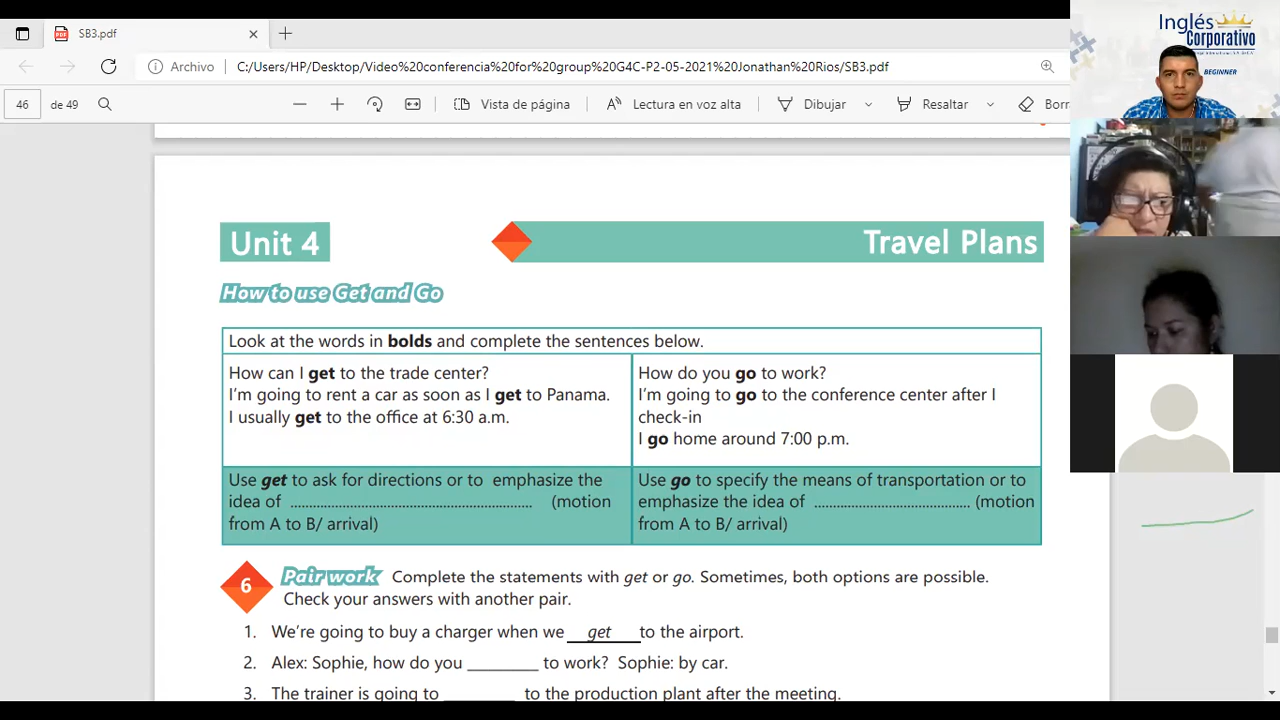 SB3.pdf
Inglés
Corporativo
BEGINNER
Archivo
C:/Users/HP/Desktop/Video%20conferencias%20por%20group%20G4C-P2-05-2021%20Jonathan%20Rios/SB3.pdf
46 de 49
Vista de página
Lectura en voz alta
Dibujar
Resaltar
Borr
Unit 4
Travel Plans
How to use Get and Go
Look at the words in bolds and complete the sentences below.
How can I get to the trade center?
I'm going to rent a car as soon as I get to Panama.
I usually get to the office at 6:30 a.m.
How do you go to work?
I'm going to go to the conference center after I
check-in
I go home around 7:00 p.m.
Use get to ask for directions or to emphasize the
idea of ...................................................... (motion
from A to B/ arrival)
Use go to specify the means of transportation or to
emphasize the idea of ....................................... (motion
from A to B/ arrival)
6 Pair work Complete the statements with get or go. Sometimes, both options are possible.
Check your answers with another pair.
1. We're going to buy a charger when we get to the airport.
2. Alex: Sophie, how do you ________ to work? Sophie: by car.
3. The trainer is going to ________ to the production plant after the meeting.